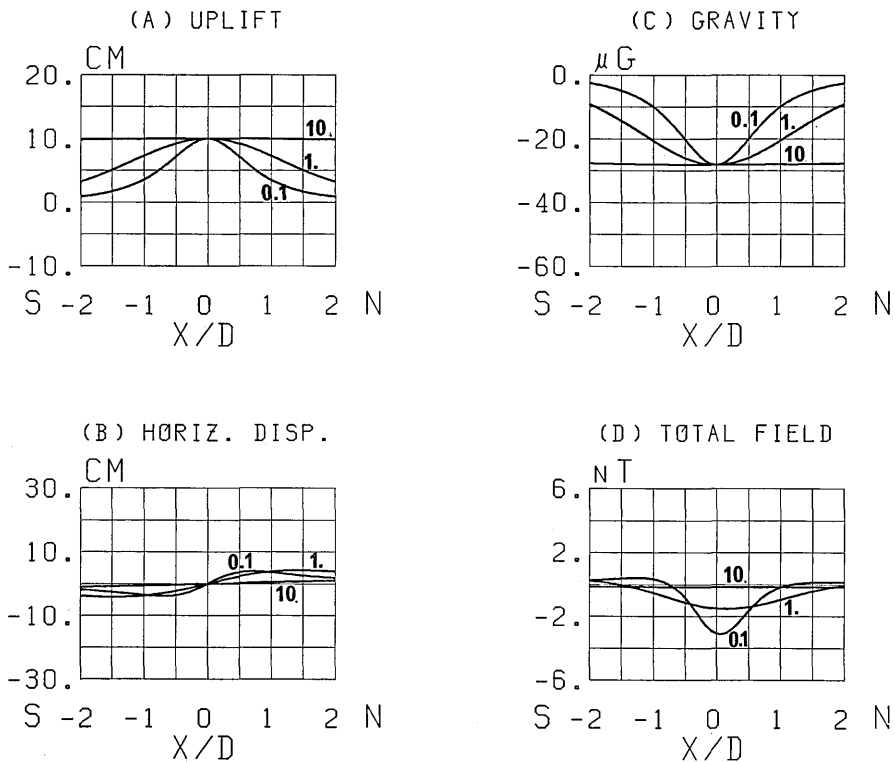 (A) UPLIFT
CM
20.
10.
0.
-10.
10.
1.
0.1
S -2 -1 0 1 2 N
X/D
(C) GRAVITY
μG
0.
-20.
-40.
-60.
0.1
1.
10.
S -2 -1 0 1 2 N
X/D
(B) HØRIZ. DISP.
CM
30.
10.
-10.
-30.
0.1
1.
10.
S -2 -1 0 1 2 N
X/D
(D) TØTAL FIELD
nT
6.
2.
-2.
-6.
10.
1.
0.1
S -2 -1 0 1 2 N
X/D